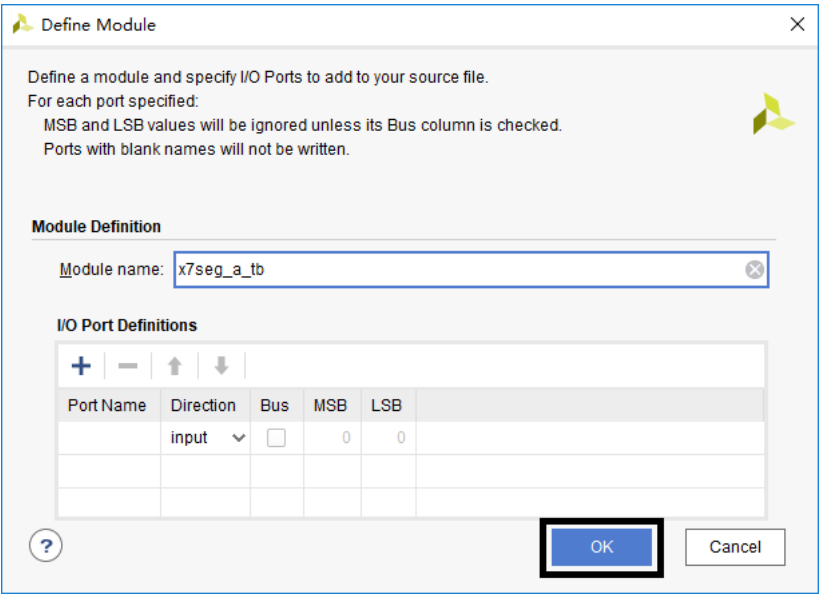 Define Module
Define a module and specify I/O Ports to add to your source file.
For each port specified:
MSB and LSB values will be ignored unless its Bus column is checked.
Ports with blank names will not be written.
Module Definition
Module name: x7seg_a_tb
I/O Port Definitions
Port Name Direction Bus MSB LSB
input 0 0
? OK Cancel